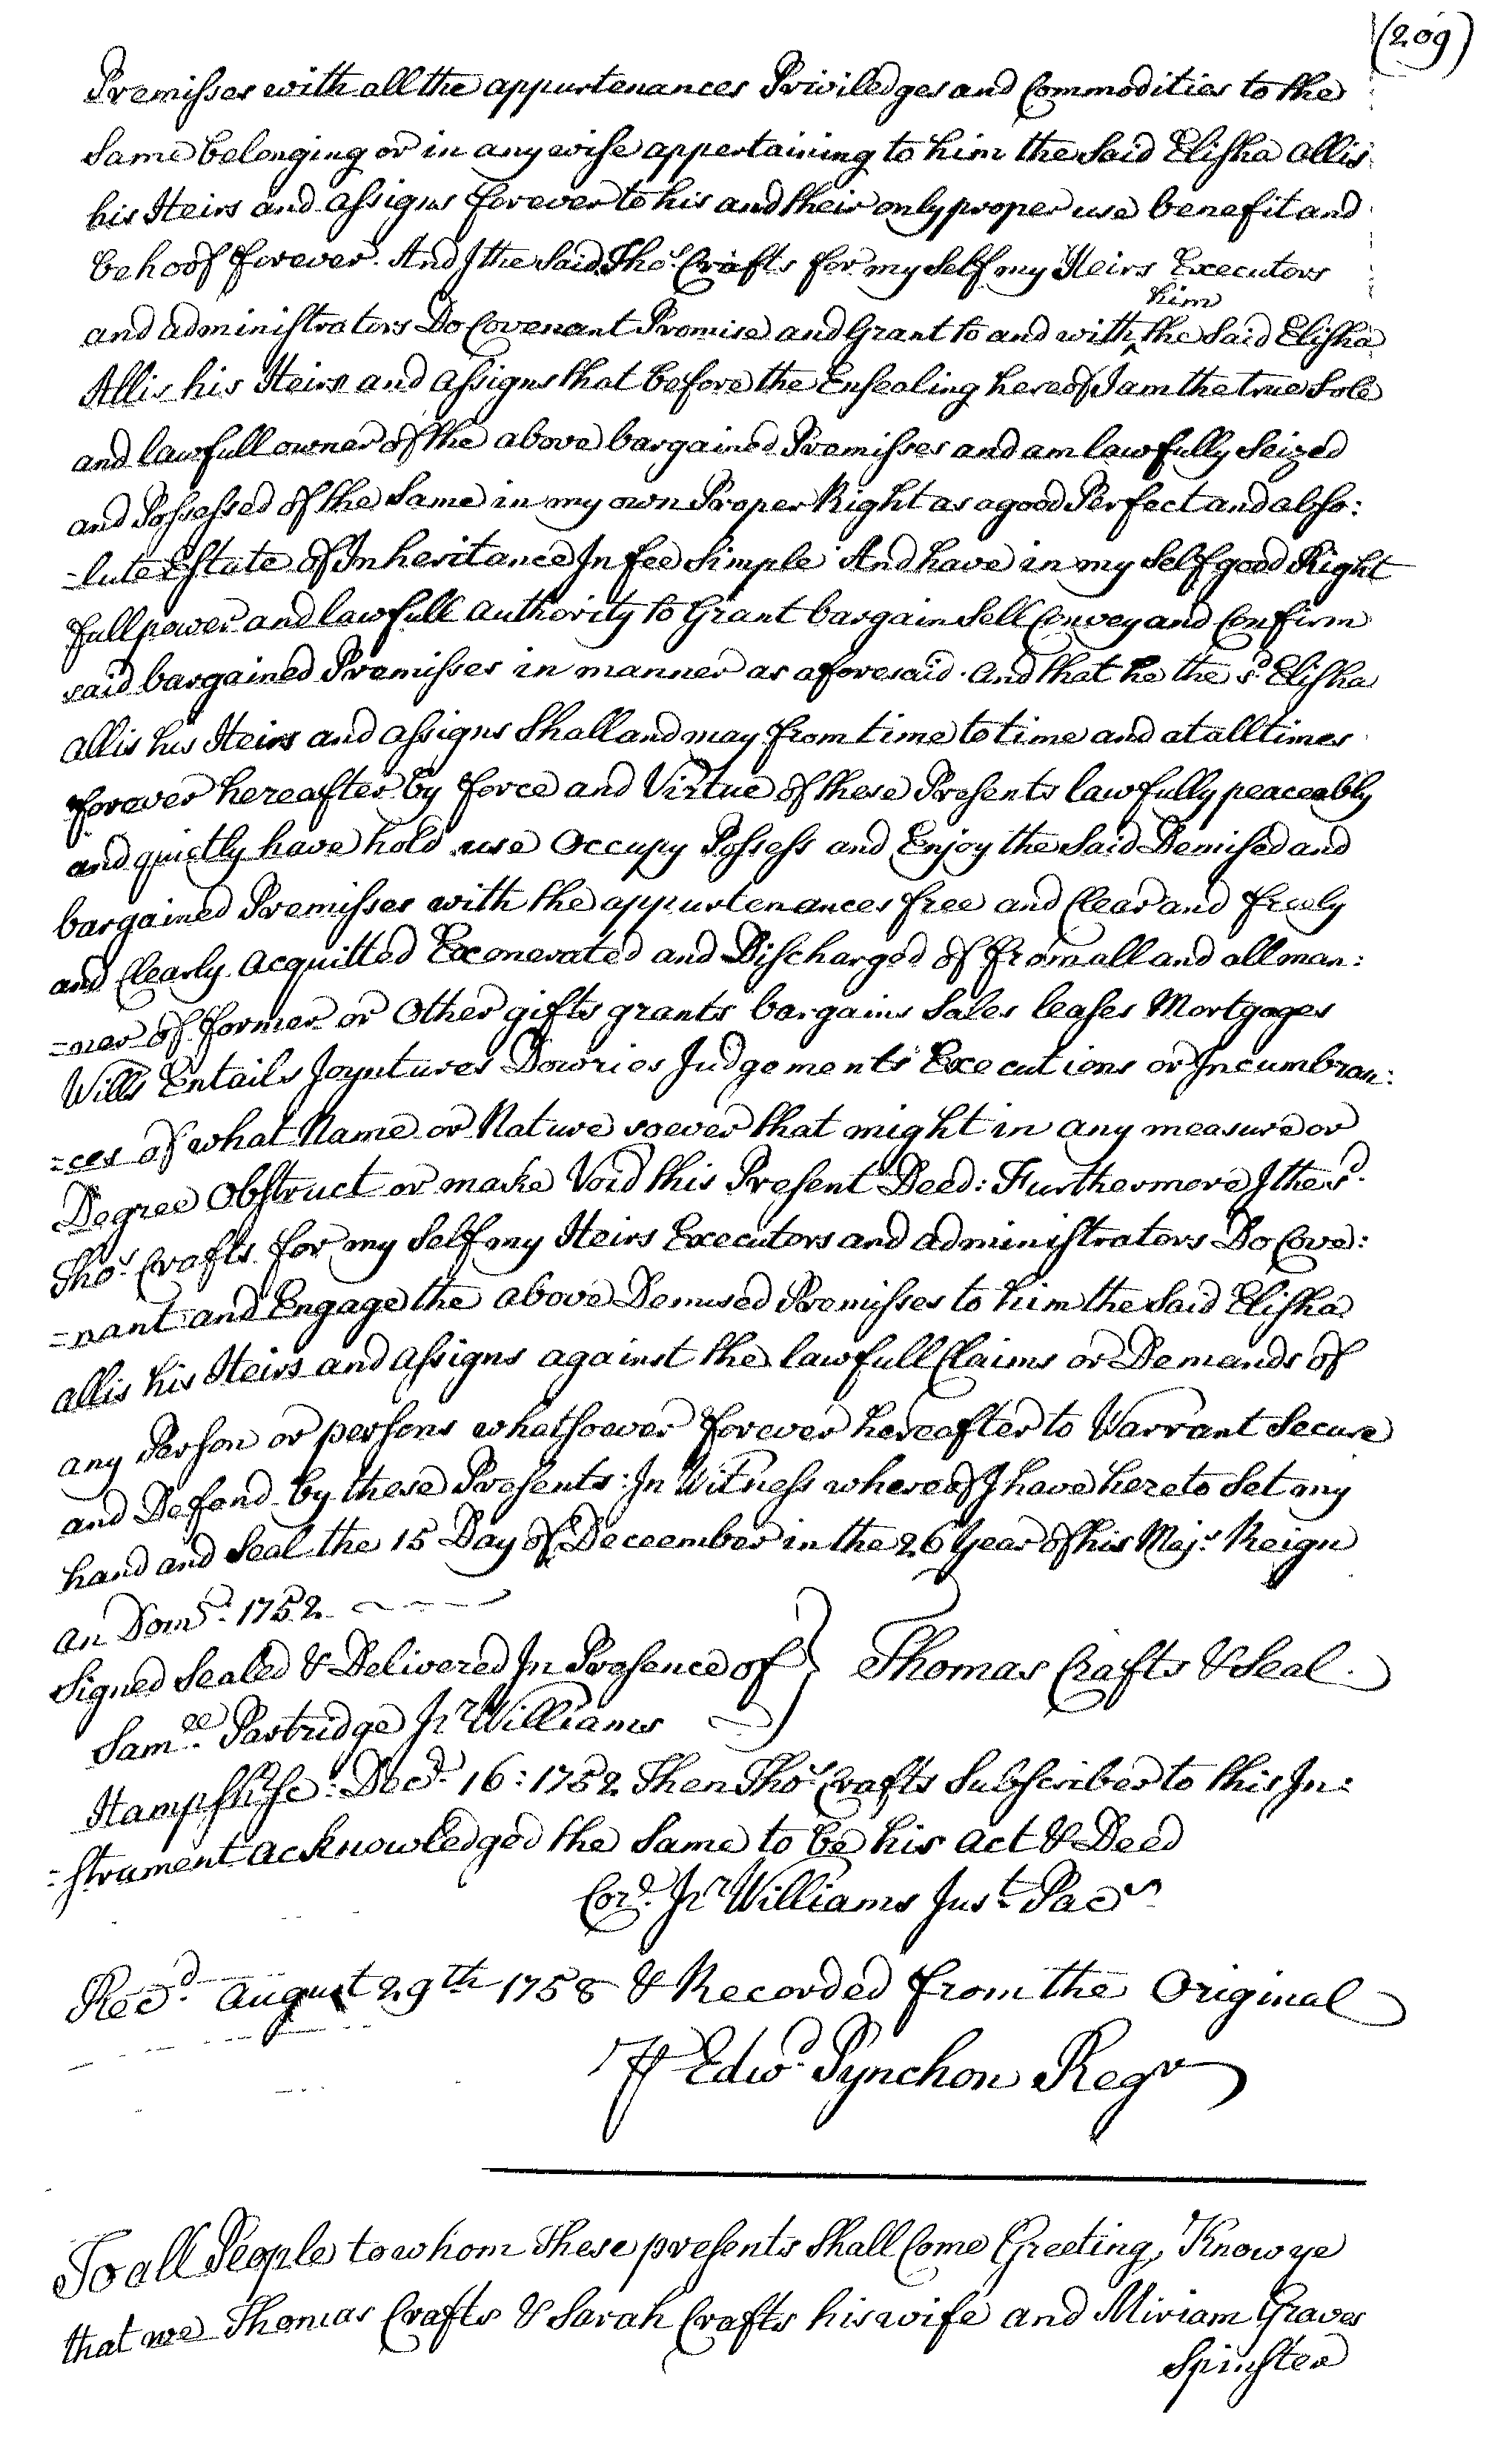 (209)
Premisses with all the appurtenances Priviledges and Commodities to the
Same belonging or in any wise appertaining to him the Said Elisha Allis
his Heirs and assigns forever to his and their only proper use benefit and
behoof forever. And I the Said Thos. Crafts for my Self my Heirs Executors
him
and administrators Do Covenant Promise and Grant to and with ^ the Said Elisha
Allis his Heirs and assigns that before the Ensealing hereof I am the true Sole
and lawfull owner of the above bargained Premisses and am lawfully Seized
and Possessed of the Same in my own Proper Right as a good Perfect and abso:
=lute Estate of Inheritance In fee Simple And have in my Self good Right
full power and lawfull authority to Grant bargain Sell Convey and Confirm
said bargained Premisses in manner as aforesaid. and that he the sd. Elisha
allis his Heirs and assigns Shall and may from time to time and at all times
forever hereafter by force and Virtue of these Presents lawfully peaceably
and quietly have hold use Occupy Possess and Enjoy the Said Demised and
bargained Premisses with the appurtenances free and Clear and freely
and Clearly Acquitted Exonerated and Discharged of from all and all man:
=ner of former or Other gifts grants bargains Sales leases Mortgages
Wills Entails Joyntures Dowries Judgements Executions or Incumbran:
=ces of what Name or Nature soever that might in any measure or
Degree Obstruct or make Void this Present Deed: Furthermore I the sd.
Thos. Crafts for my Self my Heirs Executors and administrators Do Cove:
=nant and Engage the above Demised Premisses to him the Said Elisha
allis his Heirs and assigns against the lawfull Claims or Demands of
any Person or persons whatsoever forever hereafter to Warrant Secure
and Defend by these Presents: In Witness whereof I have hereto Set my
hand and Seal the 15 Day of Deceember in the 26 Year of his Majs. Reign
An Domi. 1752
Signed Sealed & Delivered In Presence of } Thomas Crafts & Seal.
Samll. Partridge Jr Williams
Hampshse: Decr. 16: 1752 Then Thos. Crafts Subscriber to this In:
=strument acknowledged the Same to be his act & Deed
Cord. Jr Williams Just. Pacs
Recd. August 29th 1758 & Recorded from the Original
Edwd. Pynchon Regr
To all People to whom These presents Shall Come Greeting, Know ye
that we Thomas Crafts & Sarah Crafts his wife and Miriam Graves
Spinster